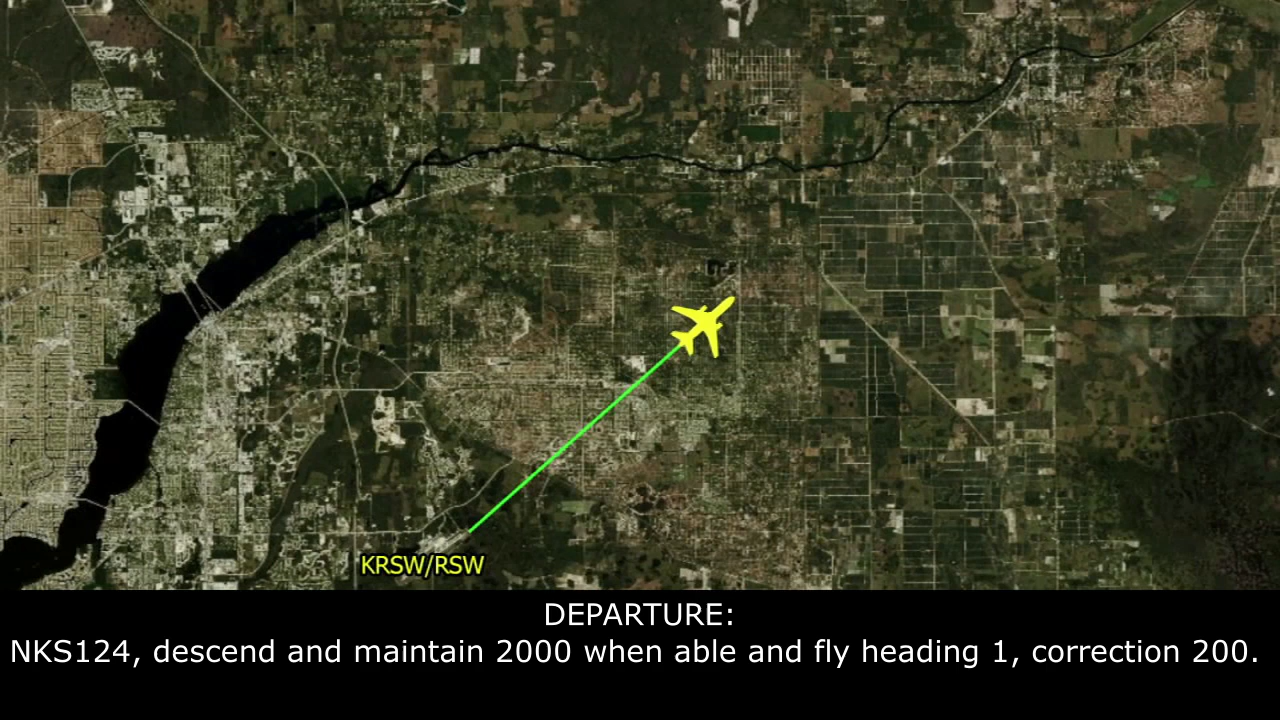 KRSW/RSW
DEPARTURE:
NKS124, descend and maintain 2000 when able and fly heading 1, correction 200.